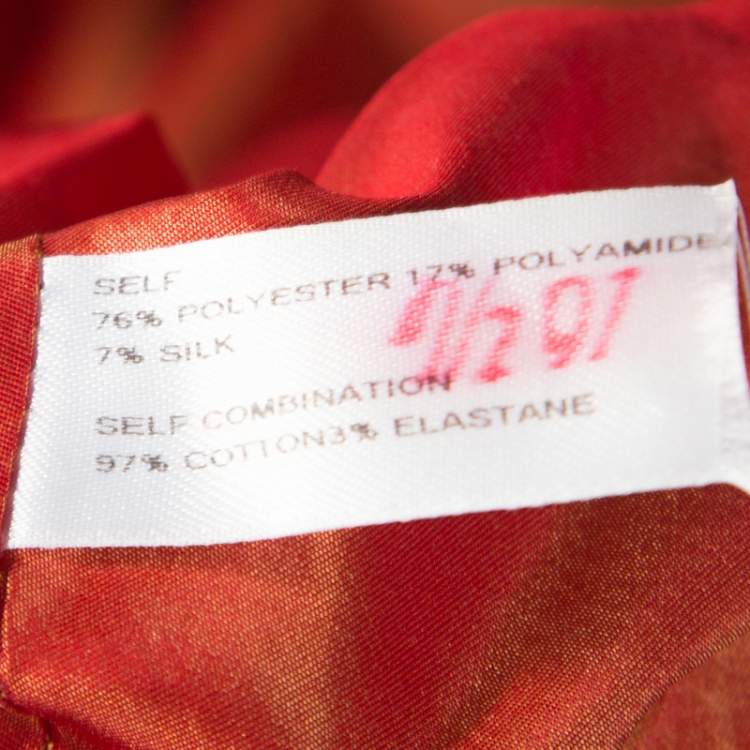 SELF
76% POLYESTER 17% POLYAMIDE
7% SILK
SELF COMBINATION
97% COTTON3% ELASTANE